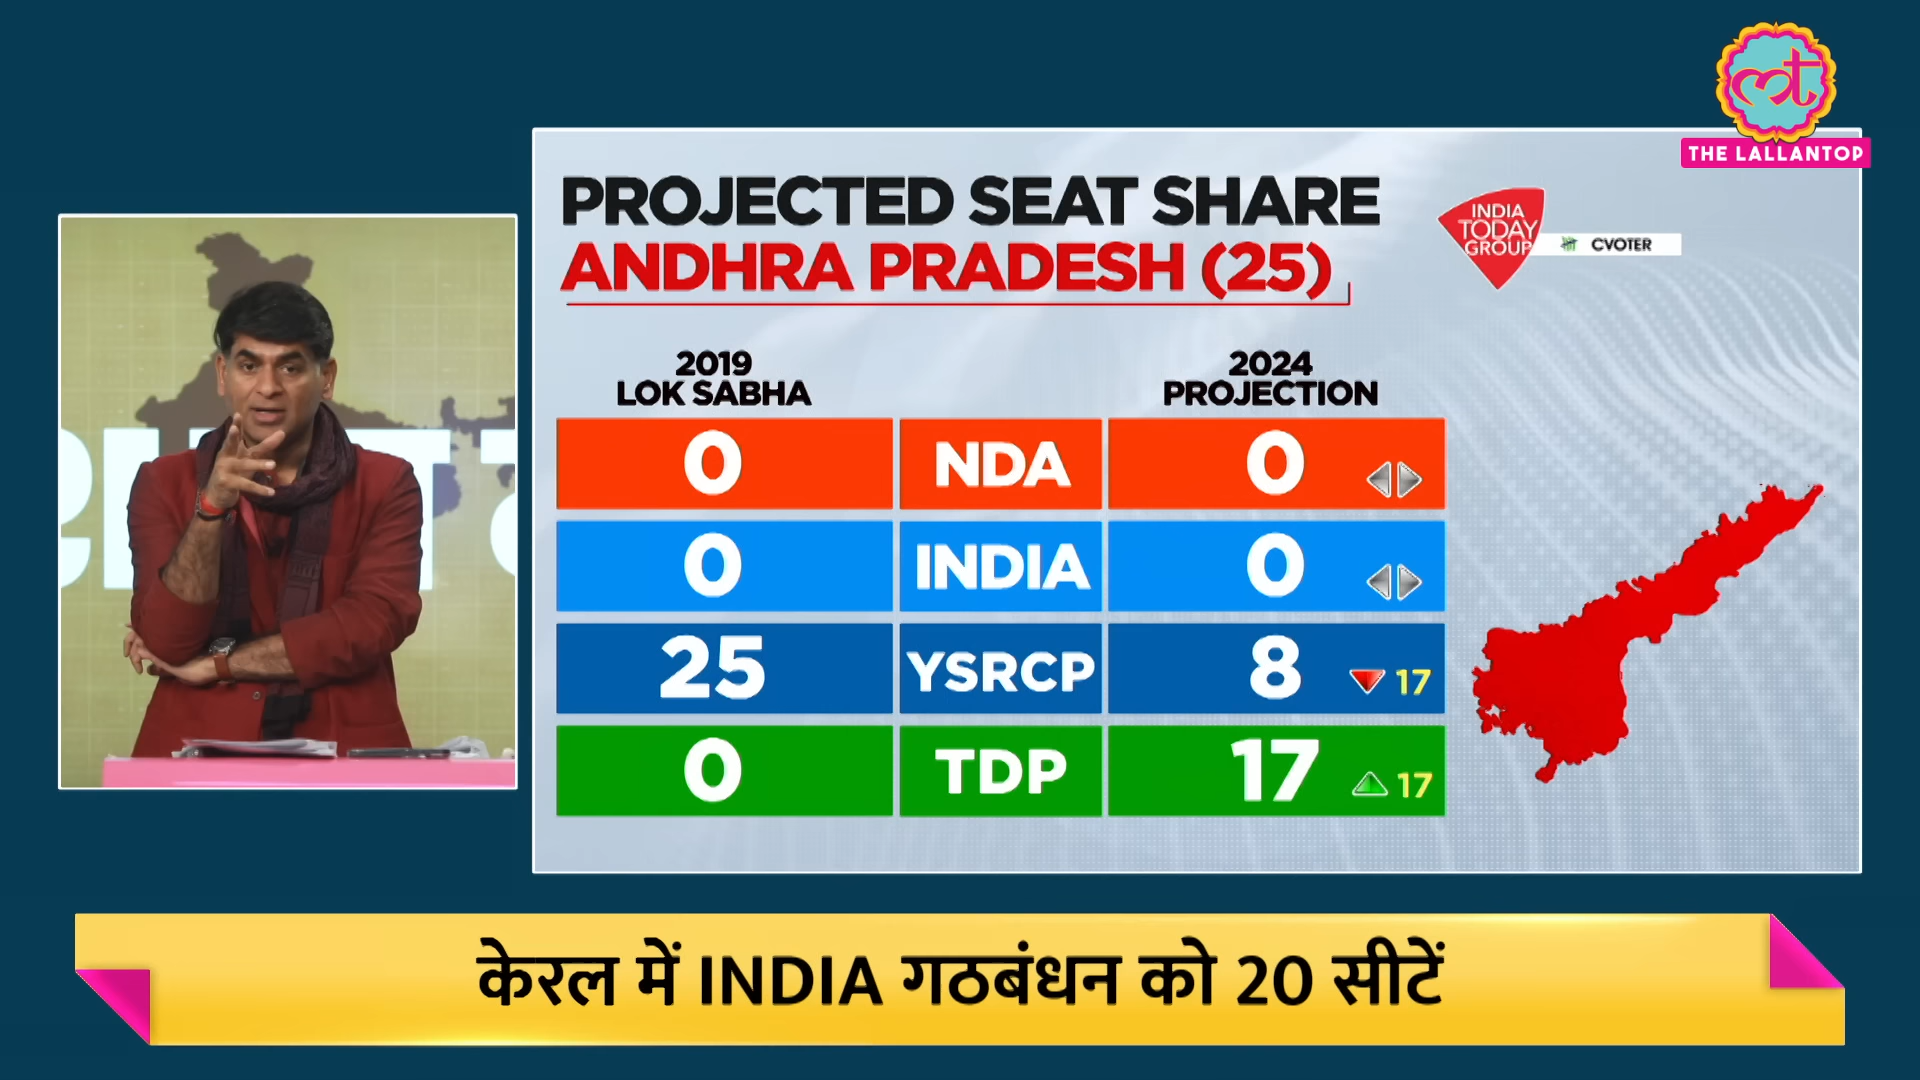 THE LALLANTOP
PROJECTED SEAT SHARE
ANDHRA PRADESH (25)
INDIA
TODAY
GROUP
CVOTER
2019
LOK SABHA
2024
PROJECTION
0 NDA 0
0 INDIA 0
25 YSRCP 8 17
0 TDP 17 17
केरल में INDIA गठबंधन को 20 सीटें